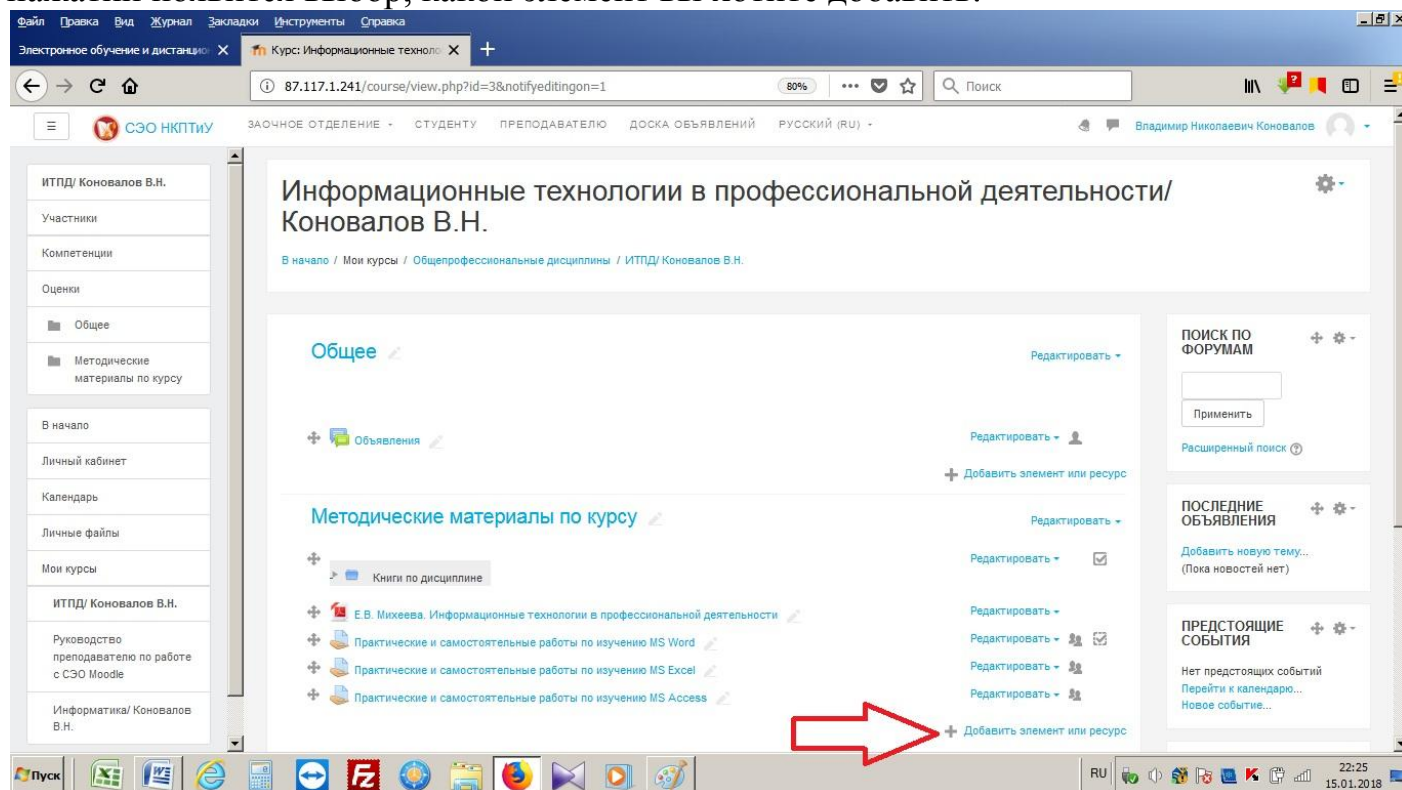 Файл Правка Вид Журнал Закладки Инструменты Справка
Электронное обучение и дистанцио
Курс: Информационные техноло
87.117.1.241/course/view.php?id=3&notifyeditingon=1
80%
Поиск
СЭО НКПТиУ
ЗАОЧНОЕ ОТДЕЛЕНИЕ СТУДЕНТУ ПРЕПОДАВАТЕЛЮ ДОСКА ОБЪЯВЛЕНИЙ РУССКИЙ (RU)
Владимир Николаевич Коновалов
ИТПД/ Коновалов В.Н.
Участники
Компетенции
Оценки
Общее
Методические
материалы по курсу
В начало
Личный кабинет
Календарь
Личные файлы
Мои курсы
ИТПД/ Коновалов В.Н.
Руководство
преподавателю по работе
с СЭО Moodle
Информатика/ Коновалов
В.Н.
Информационные технологии в профессиональной деятельности/
Коновалов В.Н.
В начало / Мои курсы / Общепрофессиональные дисциплины / ИТПД/ Коновалов В.Н.
Общее
Редактировать
Объявления
Редактировать
Добавить элемент или ресурс
Методические материалы по курсу
Редактировать
Книги по дисциплине
Редактировать
Е.В. Михеева. Информационные технологии в профессиональной деятельности
Редактировать
Практические и самостоятельные работы по изучению MS Word
Редактировать
Практические и самостоятельные работы по изучению MS Excel
Редактировать
Практические и самостоятельные работы по изучению MS Access
Редактировать
Добавить элемент или ресурс
ПОИСК ПО
ФОРУМАМ
Применить
Расширенный поиск
ПОСЛЕДНИЕ
ОБЪЯВЛЕНИЯ
Добавить новую тему...
(Пока новостей нет)
ПРЕДСТОЯЩИЕ
СОБЫТИЯ
Нет предстоящих событий
Перейти к календарю...
Новое событие...
Пуск
RU
22:25
15.01.2018